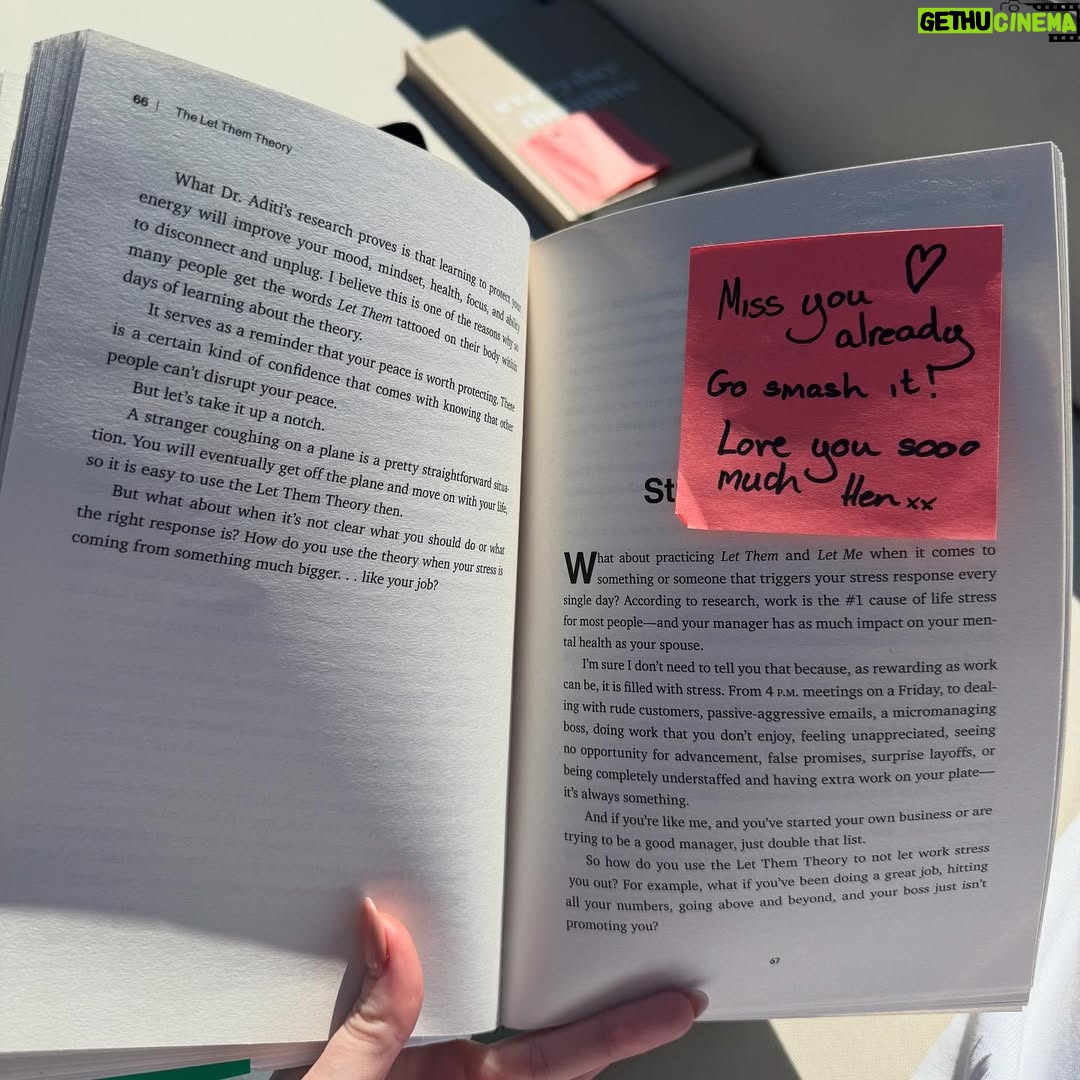 GETHUCINEMA
66 | The Let Them Theory
What Dr. Aditi's research proves is that learning to protect your
energy will improve your mood, mindset, health, focus, and ability
to disconnect and unplug. I believe this is one of the reasons why so
many people get the words Let Them tattooed on their body within
days of learning about the theory.
It serves as a reminder that your peace is worth protecting. There
is a certain kind of confidence that comes with knowing that other
people can't disrupt your peace.
But let's take it up a notch.
A stranger coughing on a plane is a pretty straightforward situa-
tion. You will eventually get off the plane and move on with your life,
so it is easy to use the Let Them Theory then.
But what about when it's not clear what you should do or what
the right response is? How do you use the theory when your stress is
coming from something much bigger. . . like your job?
Miss you ♡
already
Go smash it!
Love you sooo
much Hen xx
St
What about practicing Let Them and Let Me when it comes to
something or someone that triggers your stress response every
single day? According to research, work is the #1 cause of life stress
for most people—and your manager has as much impact on your men-
tal health as your spouse.
I'm sure I don't need to tell you that because, as rewarding as work
can be, it is filled with stress. From 4 P.M. meetings on a Friday, to deal-
ing with rude customers, passive-aggressive emails, a micromanaging
boss, doing work that you don't enjoy, feeling unappreciated, seeing
no opportunity for advancement, false promises, surprise layoffs, or
being completely understaffed and having extra work on your plate—
it's always something.
And if you're like me, and you've started your own business or are
trying to be a good manager, just double that list.
So how do you use the Let Them Theory to not let work stress
you out? For example, what if you've been doing a great job, hitting
all your numbers, going above and beyond, and your boss just isn't
promoting you?
67